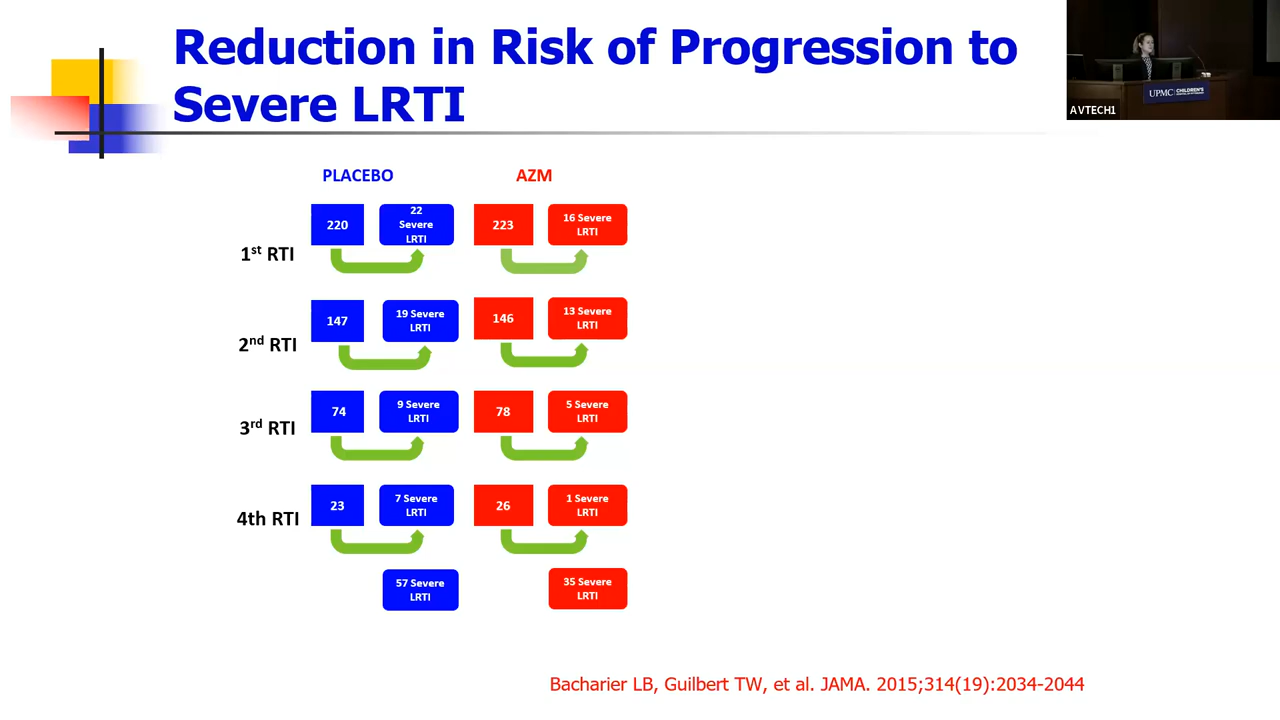 Reduction in Risk of Progression to
Severe LRTI
UPMC CHILDREN'S
AVTECH1
PLACEBO
AZM
1st RTI
220
22
Severe
LRTI
223
16 Severe
LRTI
2nd RTI
147
19 Severe
LRTI
146
13 Severe
LRTI
3rd RTI
74
9 Severe
LRTI
78
5 Severe
LRTI
4th RTI
23
7 Severe
LRTI
26
1 Severe
LRTI
57 Severe
LRTI
35 Severe
LRTI
Bacharier LB, Guilbert TW, et al. JAMA. 2015;314(19):2034-2044